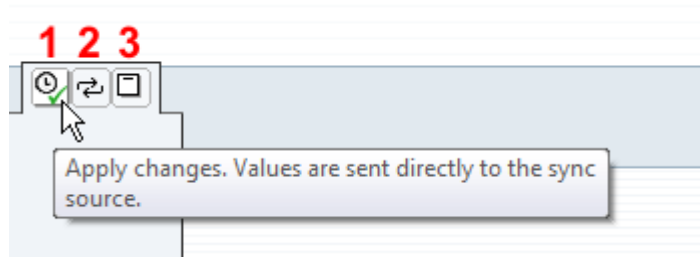 1 2 3
Apply changes. Values are sent directly to the sync
source.